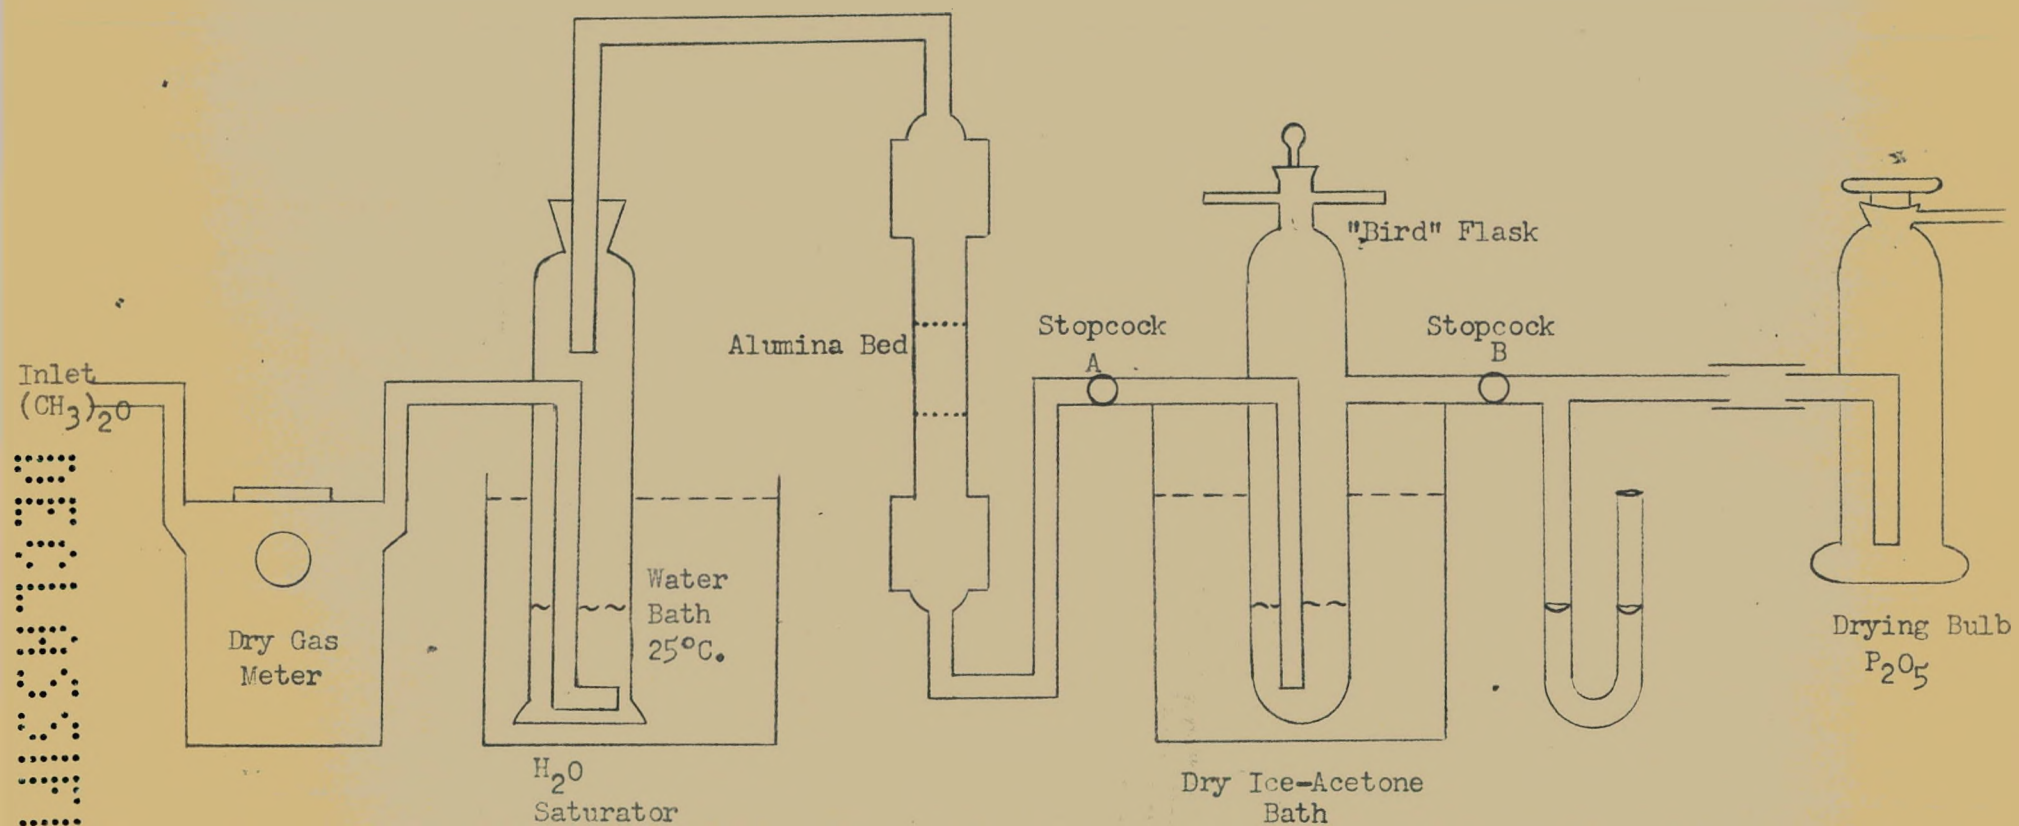 Inlet
(CH3)2O
Dry Gas
Meter
Water
Bath
25°C.
H2O
Saturator
Alumina Bed
Stopcock
A
"Bird" Flask
Stopcock
B
Dry Ice-Acetone
Bath
Drying Bulb
P2O5
DECLASSIFI